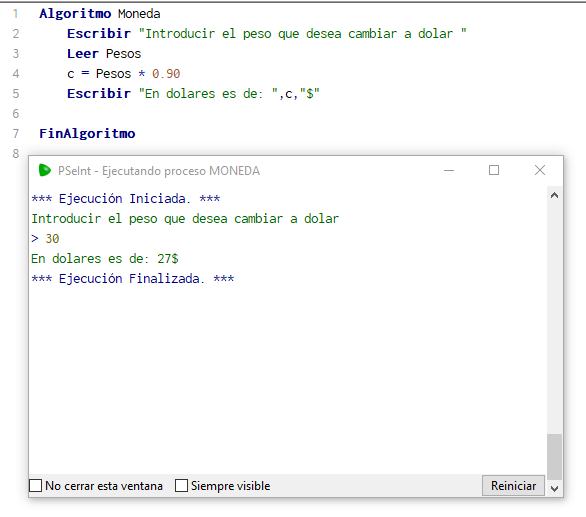 1 Algoritmo Moneda
2 Escribir "Introducir el peso que desea cambiar a dolar "
3 Leer Pesos
4 c = Pesos * 0.90
5 Escribir "En dolares es de: ",c,"$"
6
7 FinAlgoritmo
8
PSeInt - Ejecutando proceso MONEDA
*** Ejecución Iniciada. ***
Introducir el peso que desea cambiar a dolar
> 30
En dolares es de: 27$
*** Ejecución Finalizada. ***
No cerrar esta ventana Siempre visible Reiniciar